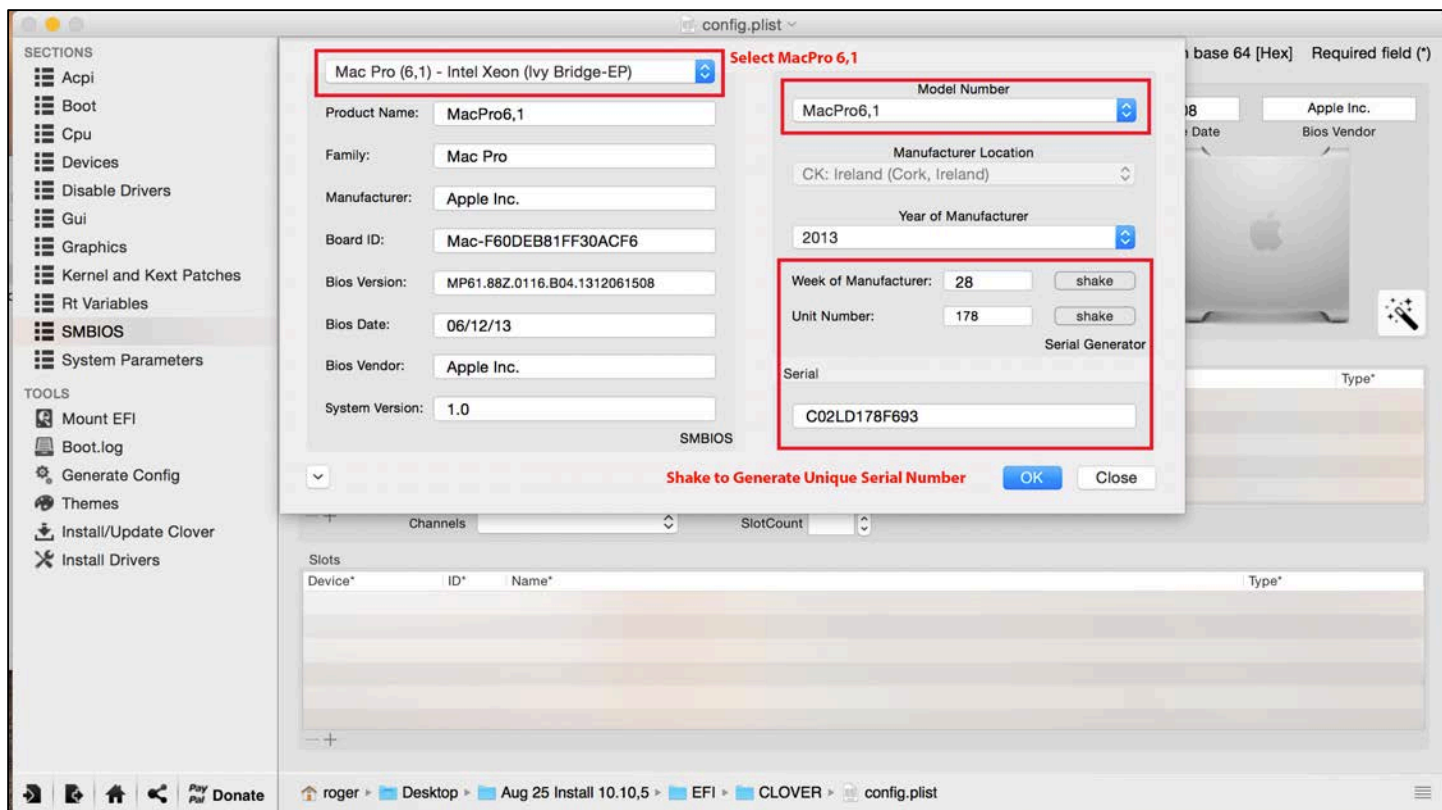 config.plist
SECTIONS
Acpi
Boot
Cpu
Devices
Disable Drivers
Gui
Graphics
Kernel and Kext Patches
Rt Variables
SMBIOS
System Parameters
TOOLS
Mount EFI
Boot.log
Generate Config
Themes
Install/Update Clover
Install Drivers
Pay Pal Donate
Mac Pro (6,1) - Intel Xeon (Ivy Bridge-EP)
Select MacPro 6,1
Product Name: MacPro6,1
Family: Mac Pro
Manufacturer: Apple Inc.
Board ID: Mac-F60DEB81FF30ACF6
Bios Version: MP61.88Z.0116.B04.1312061508
Bios Date: 06/12/13
Bios Vendor: Apple Inc.
System Version: 1.0
SMBIOS
Model Number
MacPro6,1
Manufacturer Location
CK: Ireland (Cork, Ireland)
Year of Manufacturer
2013
Week of Manufacturer: 28 shake
Unit Number: 178 shake
Serial Generator
Serial
C02LD178F693
Shake to Generate Unique Serial Number
OK
Close
base 64 [Hex] Required field (*)
08
Apple Inc.
Date
Bios Vendor
Type*
Channels
SlotCount
Slots
Device* ID* Name* Type*
roger Desktop Aug 25 Install 10.10,5 EFI CLOVER config.plist